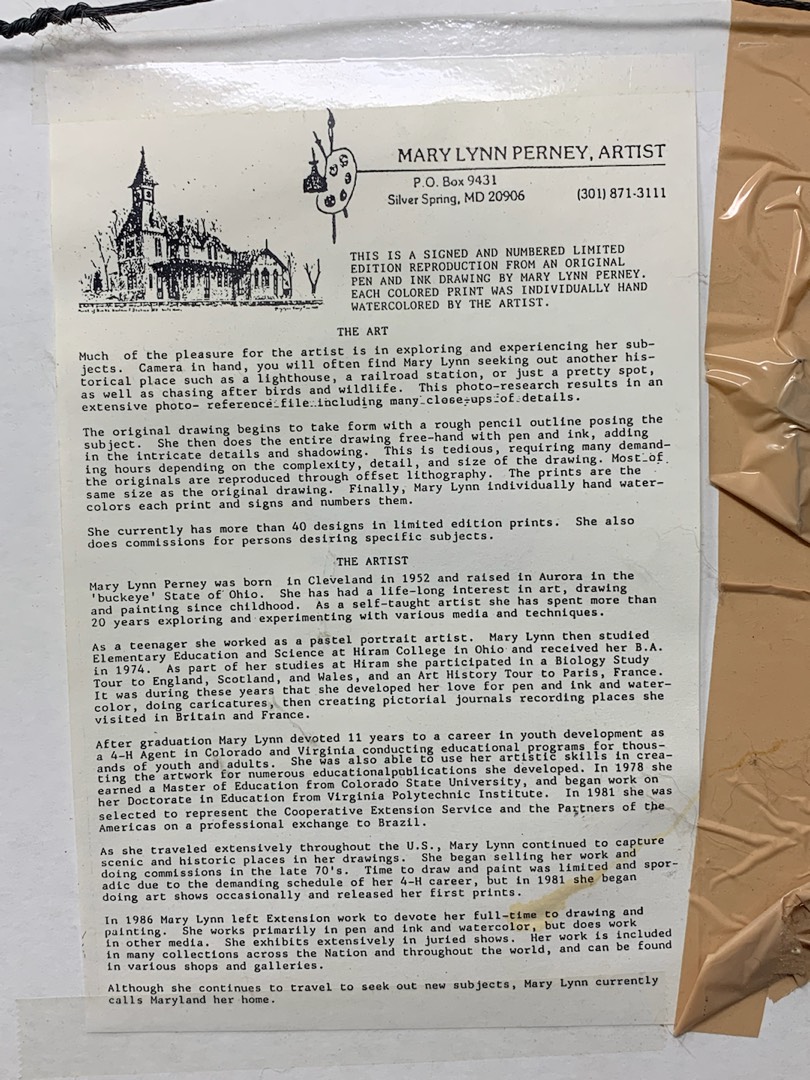 MARY LYNN PERNEY, ARTIST
P.O. Box 9431
Silver Spring, MD 20906
(301) 871-3111
THIS IS A SIGNED AND NUMBERED LIMITED
EDITION REPRODUCTION FROM AN ORIGINAL
PEN AND INK DRAWING BY MARY LYNN PERNEY.
EACH COLORED PRINT WAS INDIVIDUALLY HAND
WATERCOLORED BY THE ARTIST.
THE ART
Much of the pleasure for the artist is in exploring and experiencing her sub-
jects. Camera in hand, you will often find Mary Lynn seeking out another his-
torical place such as a lighthouse, a railroad station, or just a pretty spot,
as well as chasing after birds and wildlife. This photo-research results in an
extensive photo- reference file including many close-ups of details.
The original drawing begins to take form with a rough pencil outline posing the
subject. She then does the entire drawing free-hand with pen and ink, adding
in the intricate details and shadowing. This is tedious, requiring many demand-
ing hours depending on the complexity, detail, and size of the drawing. Most of
the originals are reproduced through offset lithography. The prints are the
same size as the original drawing. Finally, Mary Lynn individually hand water-
colors each print and signs and numbers them.
She currently has more than 40 designs in limited edition prints. She also
does commissions for persons desiring specific subjects.
THE ARTIST
Mary Lynn Perney was born in Cleveland in 1952 and raised in Aurora in the
'buckeye' State of Ohio. She has had a life-long interest in art, drawing
and painting since childhood. As a self-taught artist she has spent more than
20 years exploring and experimenting with various media and techniques.
As a teenager she worked as a pastel portrait artist. Mary Lynn then studied
Elementary Education and Science at Hiram College in Ohio and received her B.A.
in 1974. As part of her studies at Hiram she participated in a Biology Study
Tour to England, Scotland, and Wales, and an Art History Tour to Paris, France.
It was during these years that she developed her love for pen and ink and water-
color, doing caricatures, then creating pictorial journals recording places she
visited in Britain and France.
After graduation Mary Lynn devoted 11 years to a career in youth development as
a 4-H Agent in Colorado and Virginia conducting educational programs for thous-
ands of youth and adults. She was also able to use her artistic skills in crea-
ting the artwork for numerous educationalpublications she developed. In 1978 she
earned a Master of Education from Colorado State University, and began work on
her Doctorate in Education from Virginia Polytechnic Institute. In 1981 she was
selected to represent the Cooperative Extension Service and the Partners of the
Americas on a professional exchange to Brazil.
As she traveled extensively throughout the U.S., Mary Lynn continued to capture
scenic and historic places in her drawings. She began selling her work and
doing commissions in the late 70's. Time to draw and paint was limited and spor-
adic due to the demanding schedule of her 4-H career, but in 1981 she began
doing art shows occasionally and released her first prints.
In 1986 Mary Lynn left Extension work to devote her full-time to drawing and
painting. She works primarily in pen and ink and watercolor, but does work
in other media. She exhibits extensively in juried shows. Her work is included
in many collections across the Nation and throughout the world, and can be found
in various shops and galleries.
Although she continues to travel to seek out new subjects, Mary Lynn currently
calls Maryland her home.